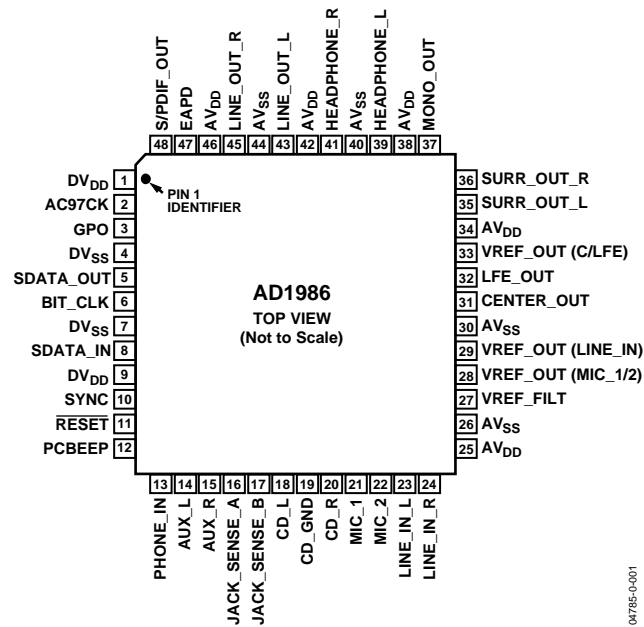 S/PDIF_OUT
EAPD
AVDD
LINE_OUT_R
AVSS
LINE_OUT_L
AVDD
HEADPHONE_R
AVSS
HEADPHONE_L
AVDD
MONO_OUT
48 47 46 45 44 43 42 41 40 39 38 37
DVDD 1
AC97CK 2
GPO 3
DVSS 4
SDATA_OUT 5
BIT_CLK 6
DVSS 7
SDATA_IN 8
DVDD 9
SYNC 10
RESET 11
PCBEEP 12
PIN 1
IDENTIFIER
AD1986
TOP VIEW
(Not to Scale)
36 SURR_OUT_R
35 SURR_OUT_L
34 AVDD
33 VREF_OUT (C/LFE)
32 LFE_OUT
31 CENTER_OUT
30 AVSS
29 VREF_OUT (LINE_IN)
28 VREF_OUT (MIC_1/2)
27 VREF_FILT
26 AVSS
25 AVDD
13 14 15 16 17 18 19 20 21 22 23 24
PHONE_IN
AUX_L
AUX_R
JACK_SENSE_A
JACK_SENSE_B
CD_L
CD_GND
CD_R
MIC_1
MIC_2
LINE_IN_L
LINE_IN_R
04785-0-001